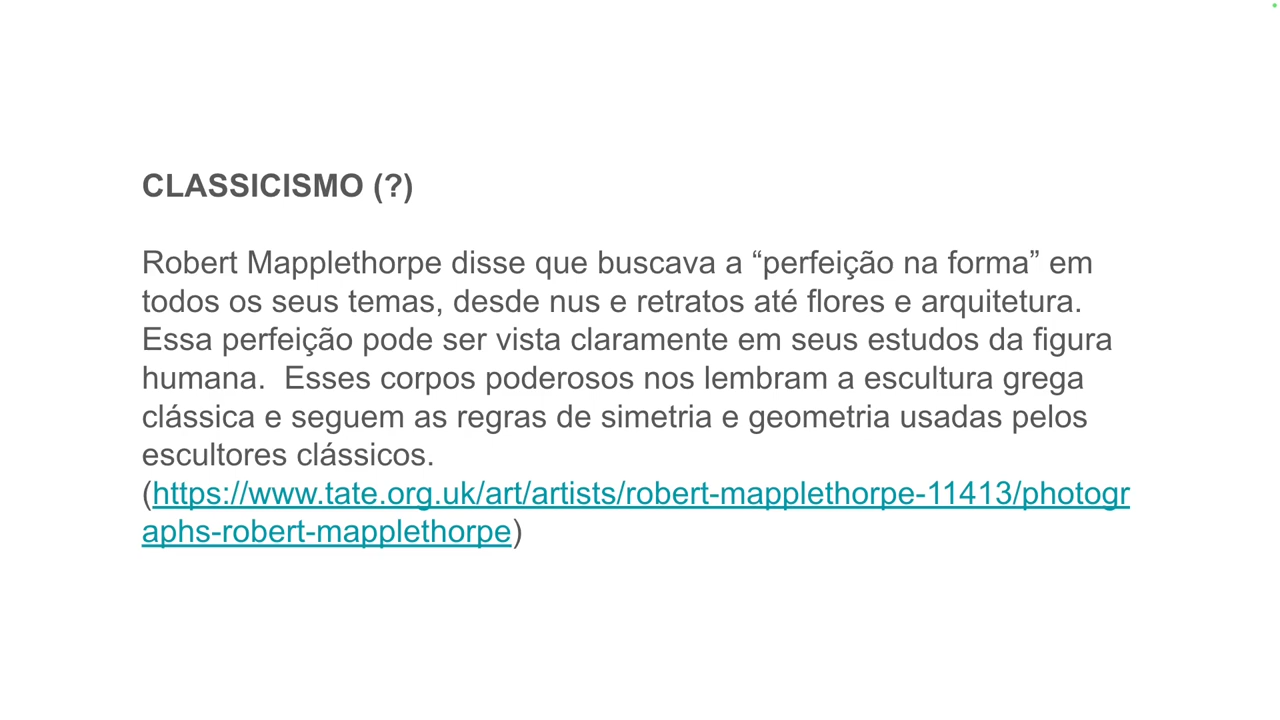 CLASSICISMO (?)
Robert Mapplethorpe disse que buscava a “perfeição na forma” em
todos os seus temas, desde nus e retratos até flores e arquitetura.
Essa perfeição pode ser vista claramente em seus estudos da figura
humana.  Esses corpos poderosos nos lembram a escultura grega
clássica e seguem as regras de simetria e geometria usadas pelos
escultores clássicos.
(https://www.tate.org.uk/art/artists/robert-mapplethorpe-11413/photogr
aphs-robert-mapplethorpe)